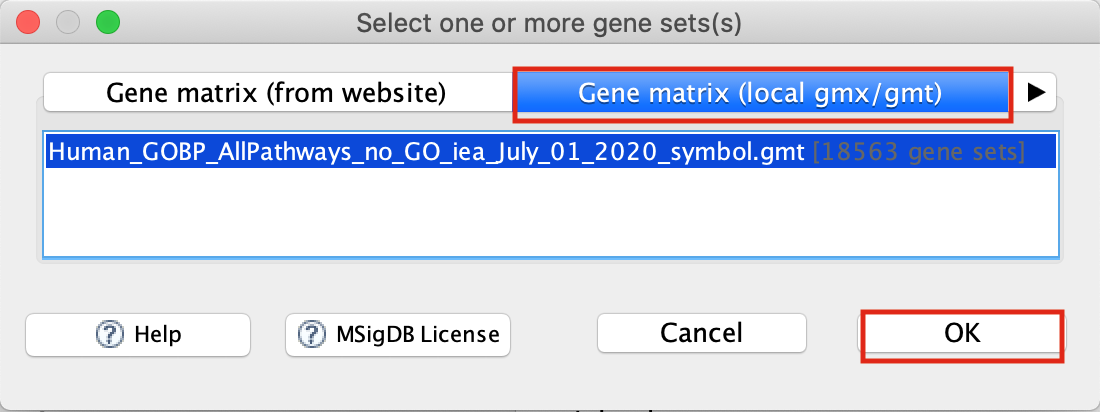 Select one or more gene sets(s)
Gene matrix (from website) Gene matrix (local gmx/gmt)
Human_GOBP_AllPathways_no_GO_iea_July_01_2020_symbol.gmt [18563 gene sets]
Help MSigDB License Cancel OK